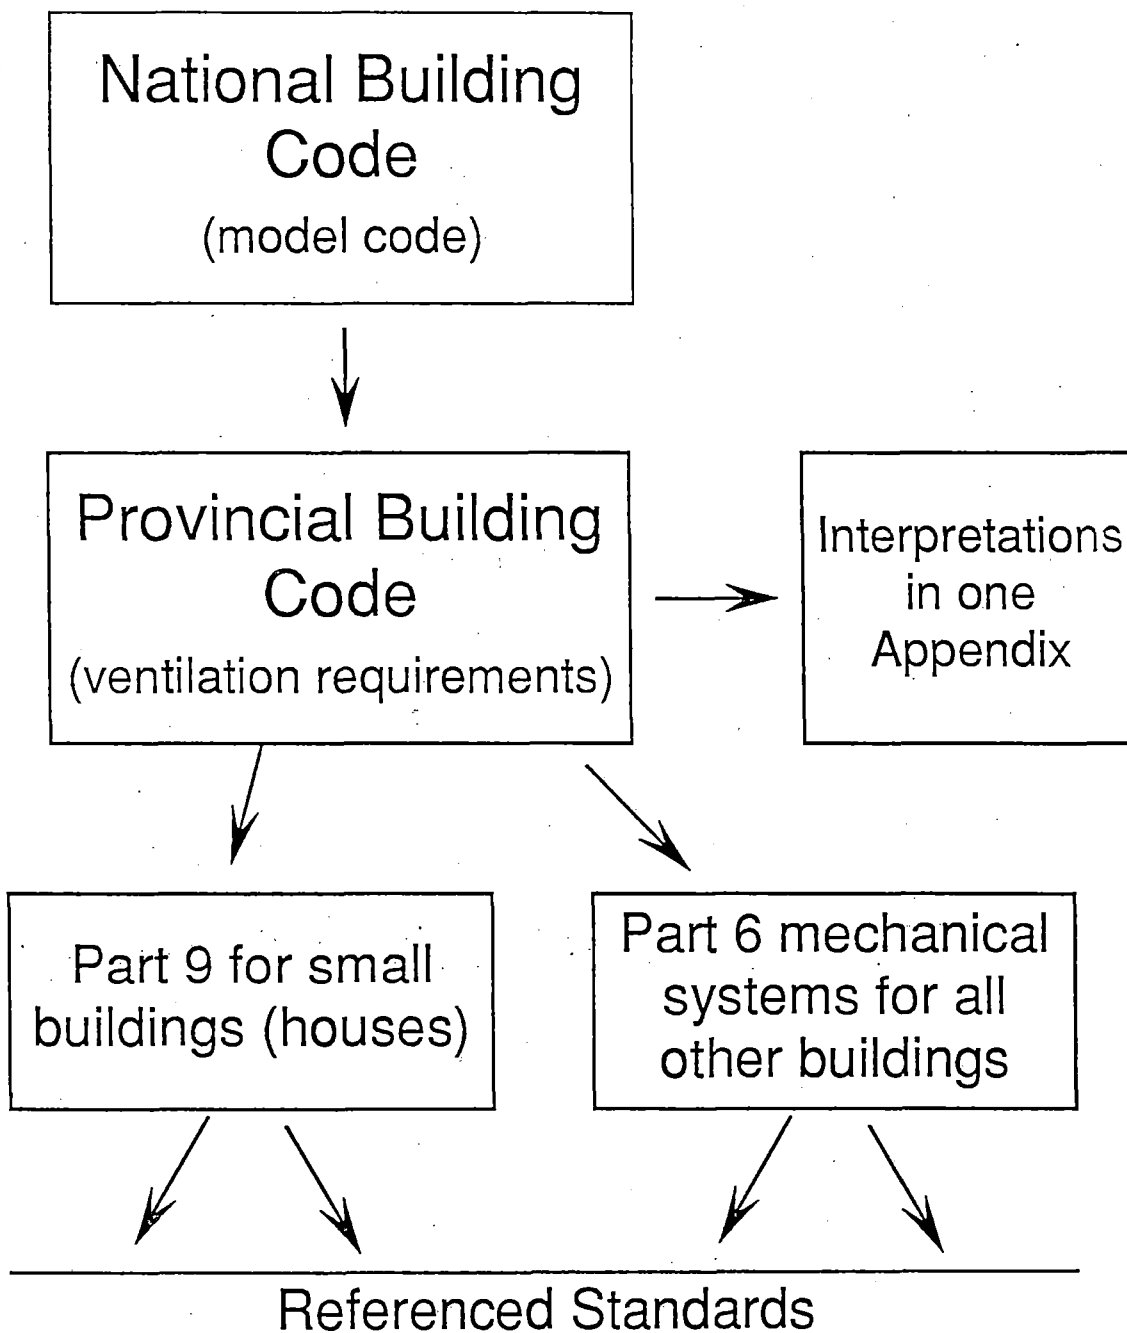 National Building
Code
(model code)
Provincial Building
Code
(ventilation requirements)
Interpretations
in one
Appendix
Part 9 for small
buildings (houses)
Part 6 mechanical
systems for all
other buildings
Referenced Standards